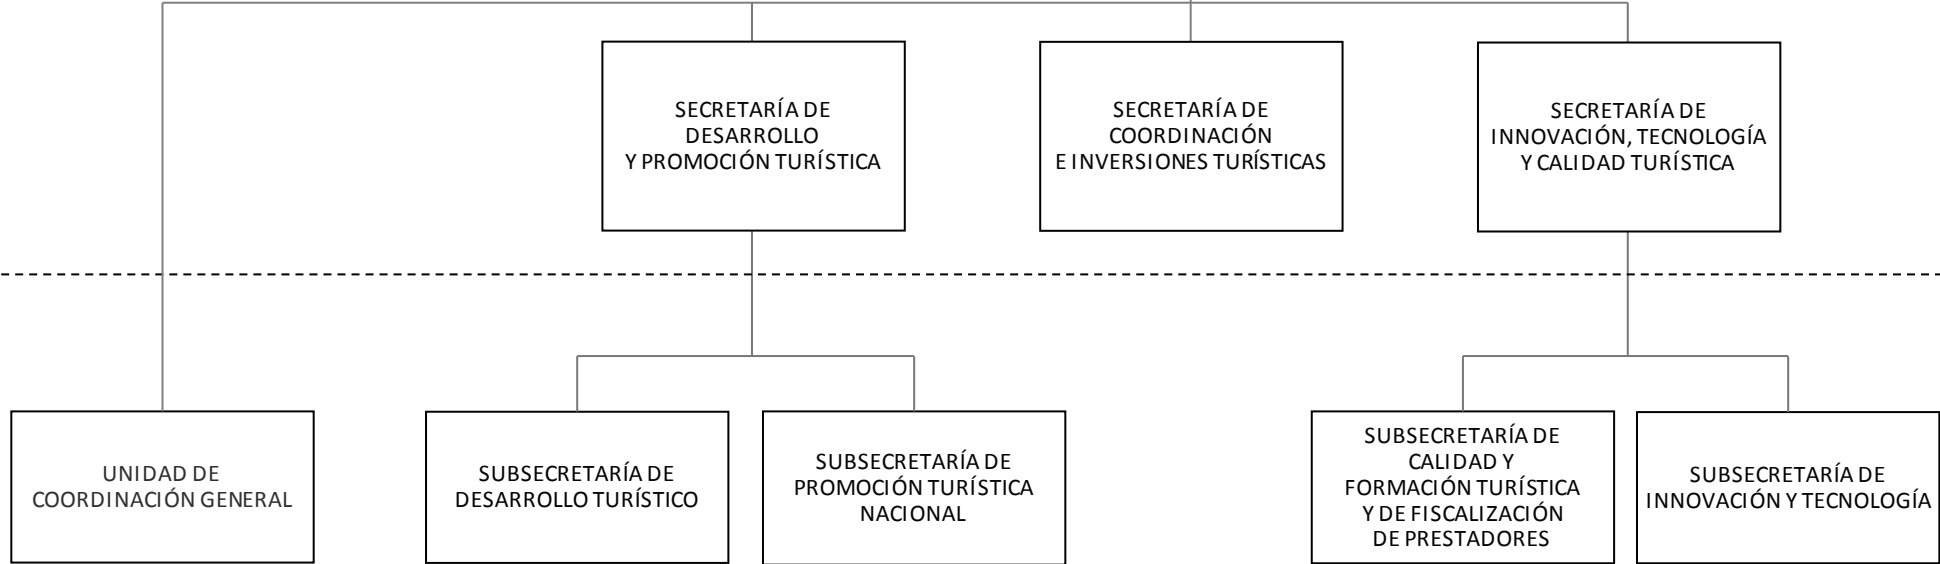 SECRETARÍA DE
DESARROLLO
Y PROMOCIÓN TURÍSTICA
SECRETARÍA DE
COORDINACIÓN
E INVERSIONES TURÍSTICAS
SECRETARÍA DE
INNOVACIÓN, TECNOLOGÍA
Y CALIDAD TURÍSTICA
UNIDAD DE
COORDINACIÓN GENERAL
SUBSECRETARÍA DE
DESARROLLO TURÍSTICO
SUBSECRETARÍA DE
PROMOCIÓN TURÍSTICA
NACIONAL
SUBSECRETARÍA DE
CALIDAD Y
FORMACIÓN TURÍSTICA
Y DE FISCALIZACIÓN
DE PRESTADORES
SUBSECRETARÍA DE
INNOVACIÓN Y TECNOLOGÍA